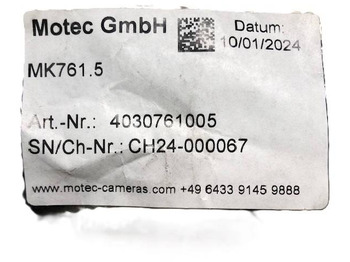 Motec GmbH
Datum:
10/01/2024
MK761.5
Art.-Nr.: 4030761005
SN/Ch-Nr.: CH24-000067
www.motec-cameras.com +49 6433 9145 9888